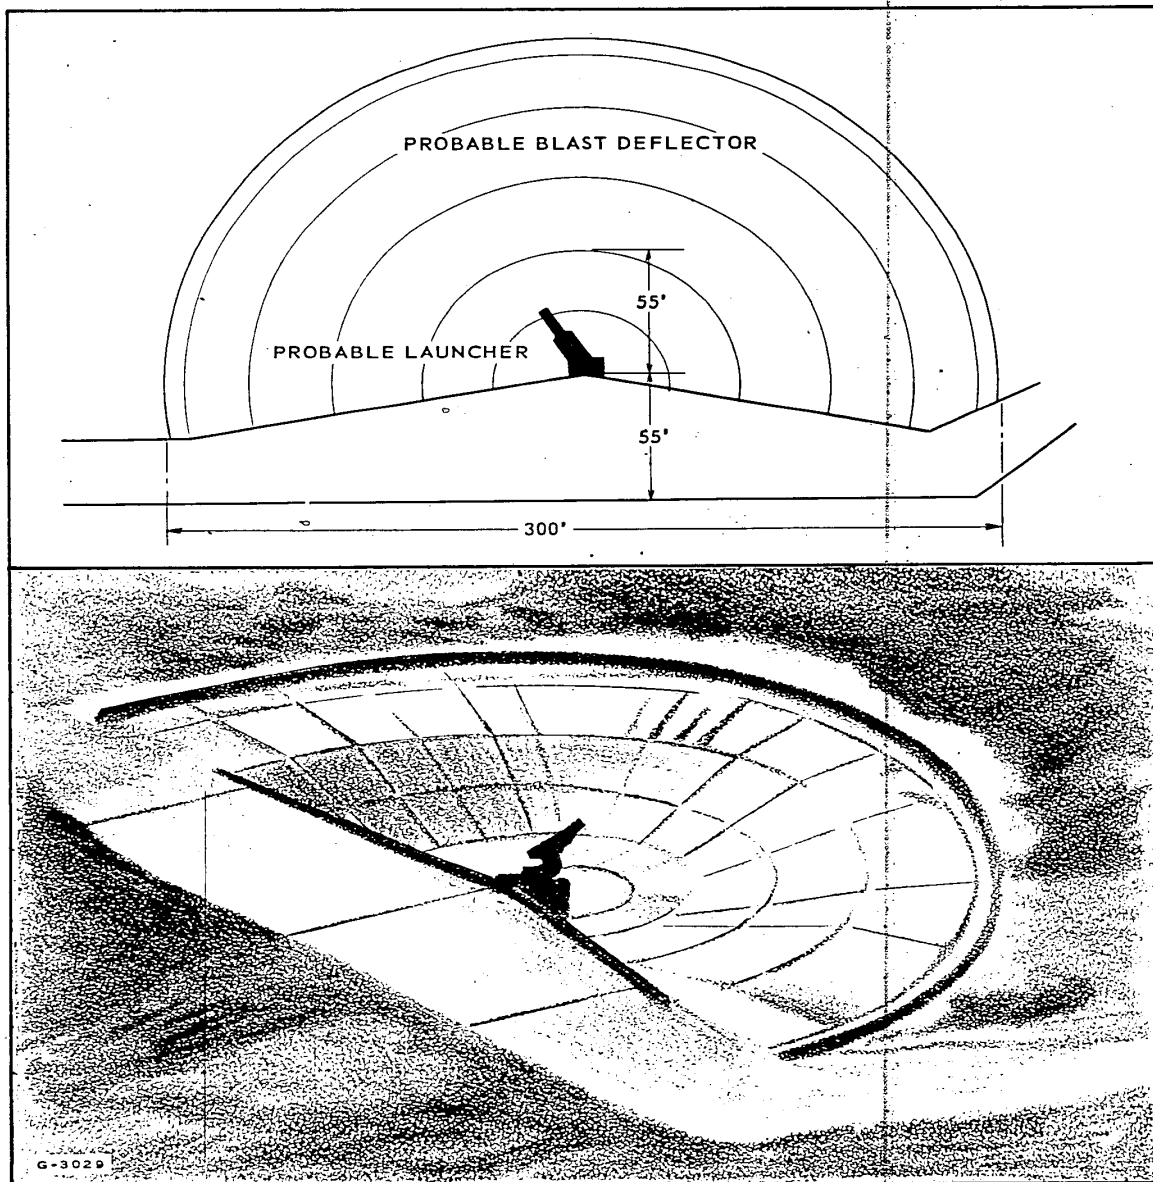 PROBABLE BLAST DEFLECTOR
55'
PROBABLE LAUNCHER
55'
300'
G-3029